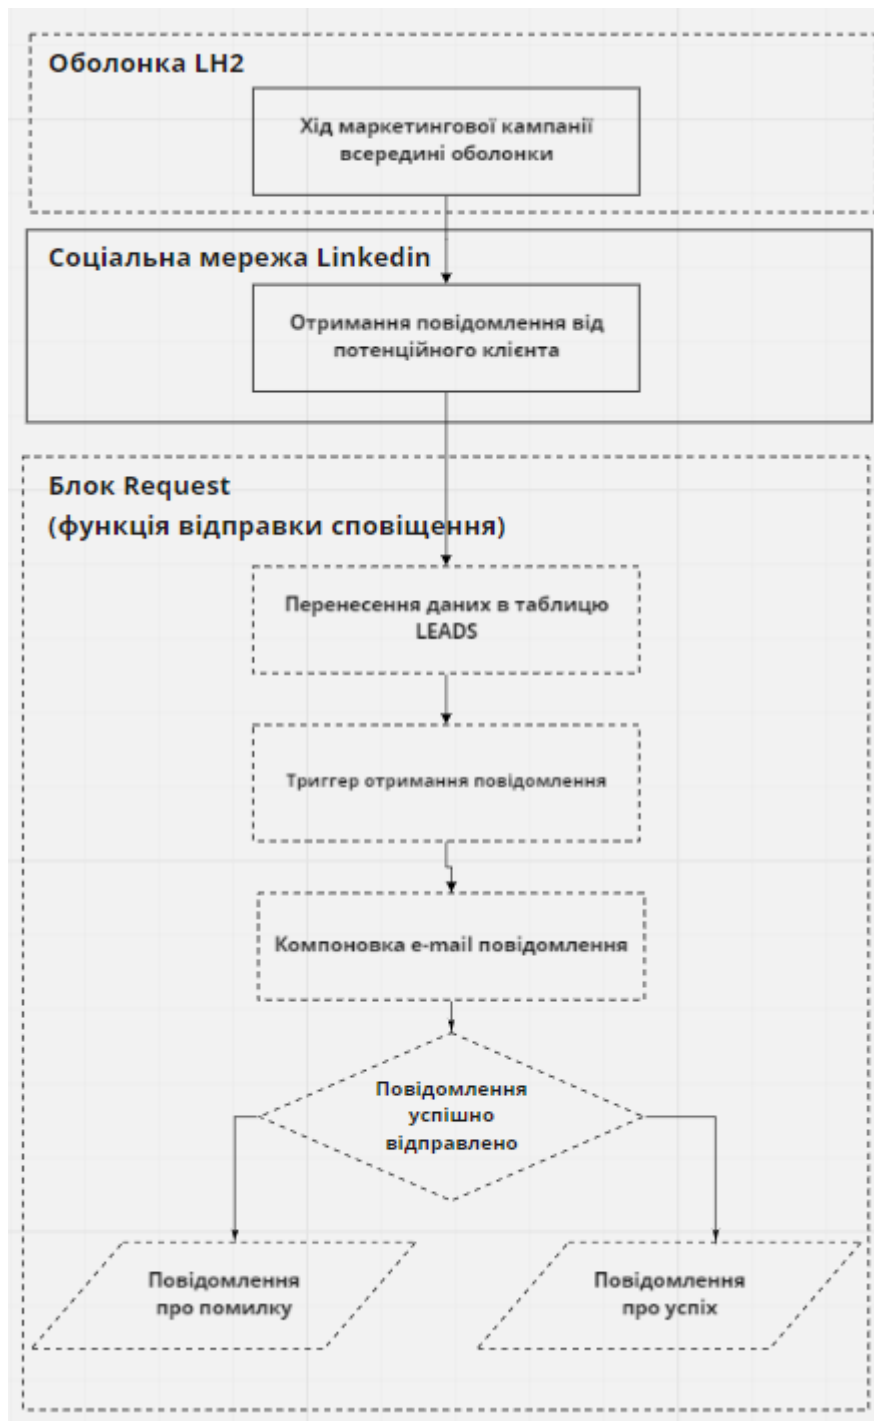 Оболонка LH2
Хід маркетингової кампанії
всередині оболонки
Соціальна мережа Linkedin
Отримання повідомлення від
потенційного клієнта
Блок Request
(функція відправки сповіщення)
Перенесення даних в таблицю
LEADS
Триггер отримання повідомлення
Компоновка e-mail повідомлення
Повідомлення
успішно
відправлено
Повідомлення
про помилку
Повідомлення
про успіх